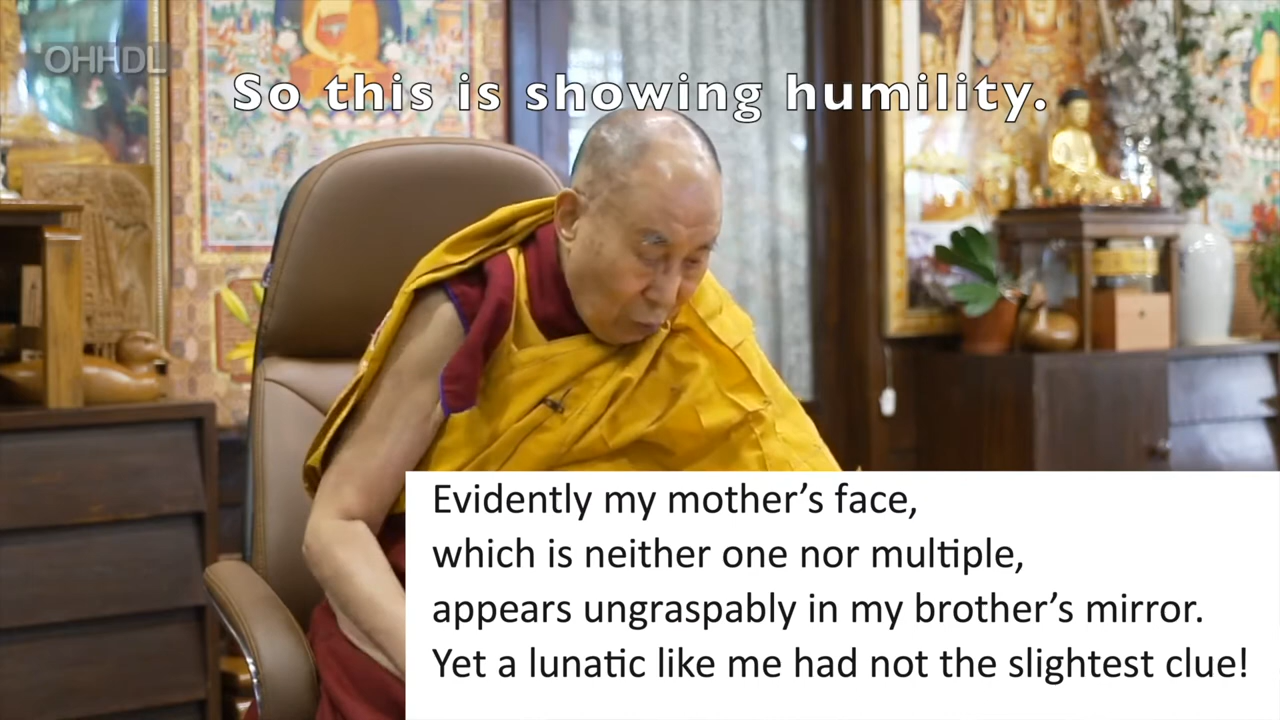 OHHDL
So this is showing humility.
Evidently my mother’s face,
which is neither one nor multiple,
appears ungraspably in my brother’s mirror.
Yet a lunatic like me had not the slightest clue!